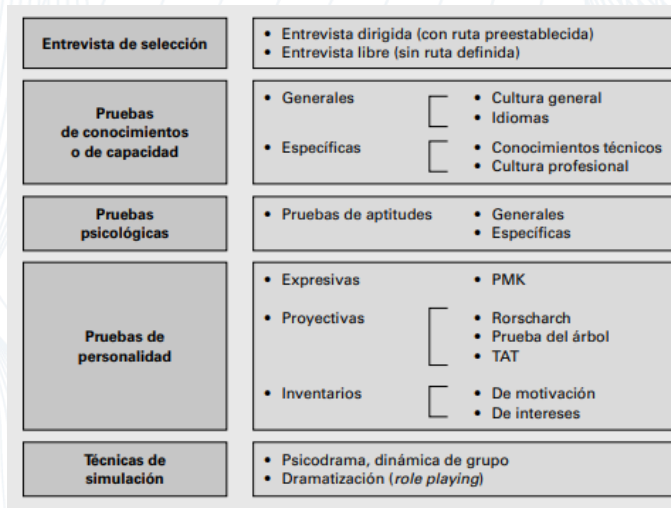 Entrevista de selección
• Entrevista dirigida (con ruta preestablecida)
• Entrevista libre (sin ruta definida)
Pruebas
de conocimientos
o de capacidad
• Generales
• Cultura general
• Idiomas
• Específicas
• Conocimientos técnicos
• Cultura profesional
Pruebas
psicológicas
• Pruebas de aptitudes
• Generales
• Específicas
Pruebas de
personalidad
• Expresivas
• PMK
• Proyectivas
• Rorscharch
• Prueba del árbol
• TAT
• Inventarios
• De motivación
• De intereses
Técnicas de
simulación
• Psicodrama, dinámica de grupo
• Dramatización (role playing)